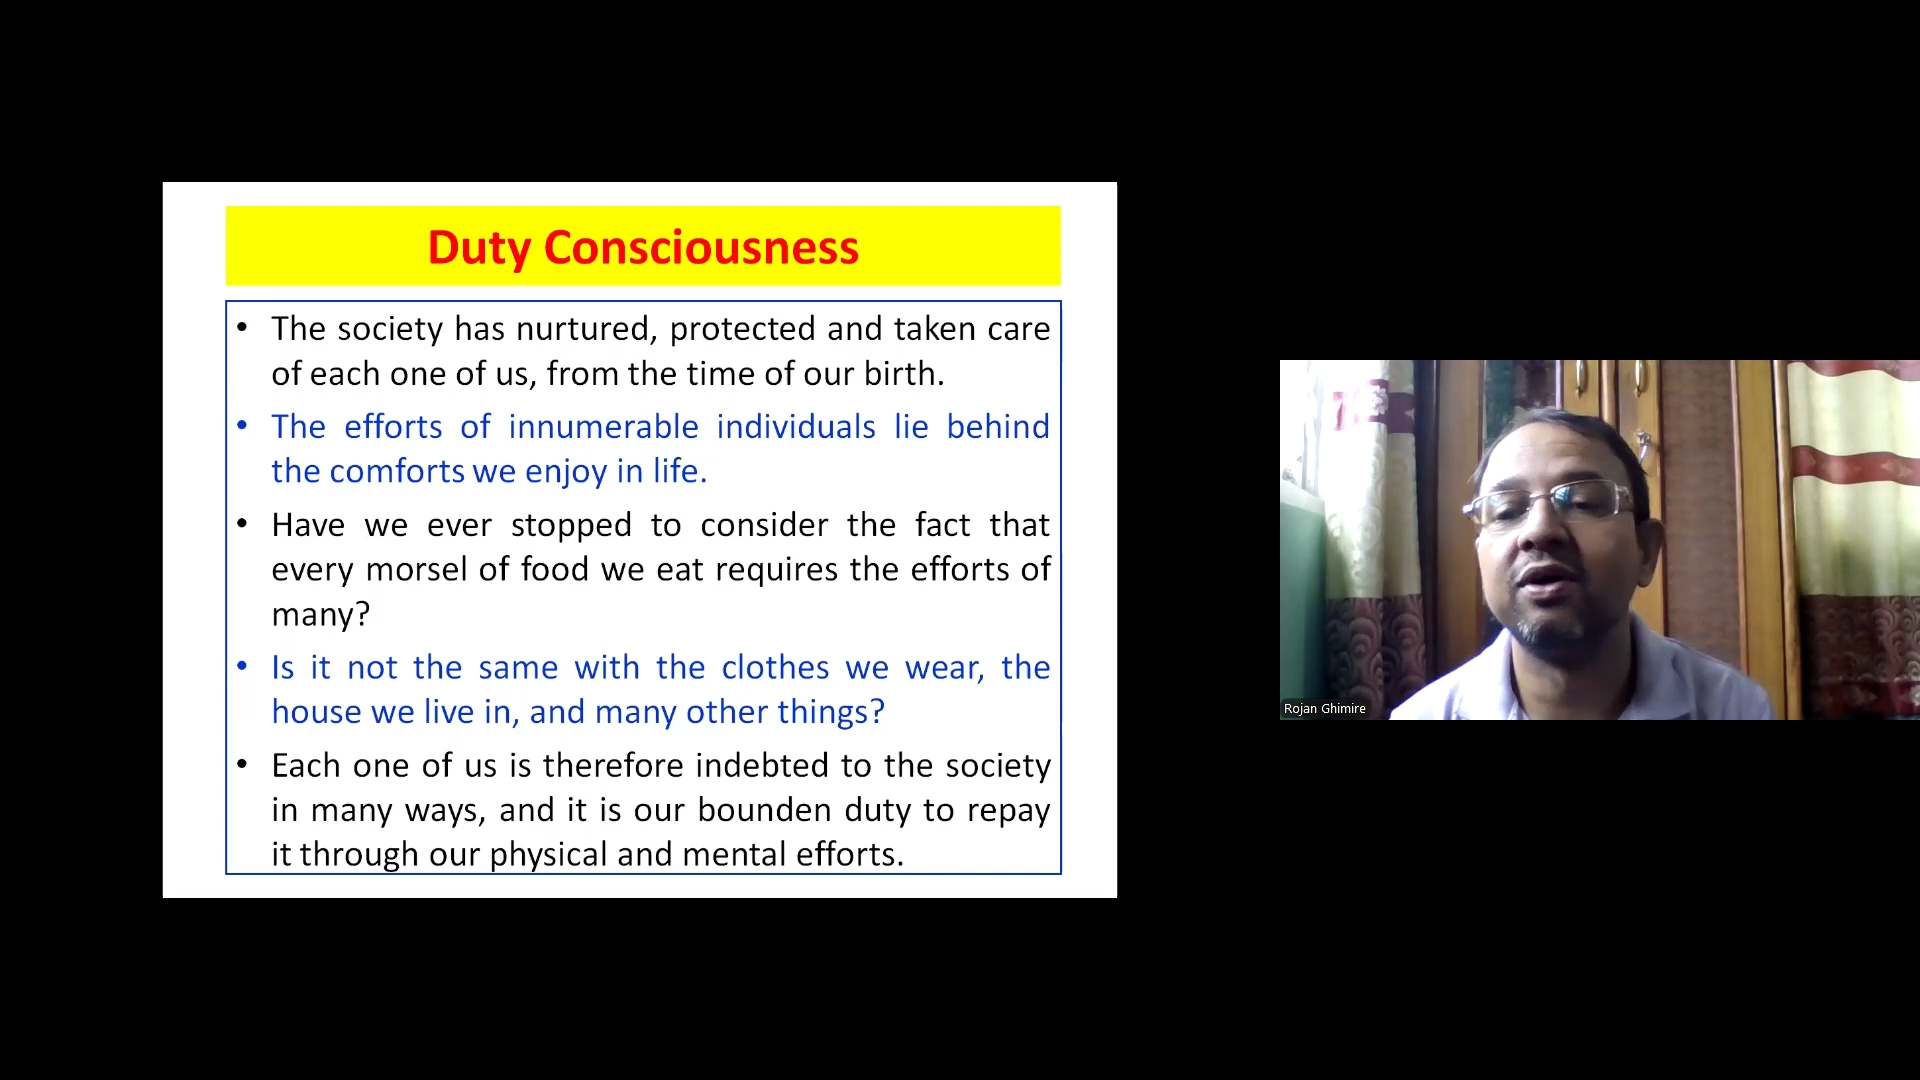 Duty Consciousness
• The society has nurtured, protected and taken care
of each one of us, from the time of our birth.
• The efforts of innumerable individuals lie behind
the comforts we enjoy in life.
• Have we ever stopped to consider the fact that
every morsel of food we eat requires the efforts of
many?
• Is it not the same with the clothes we wear, the
house we live in, and many other things?
• Each one of us is therefore indebted to the society
in many ways, and it is our bounden duty to repay
it through our physical and mental efforts.
Rojan Ghimire